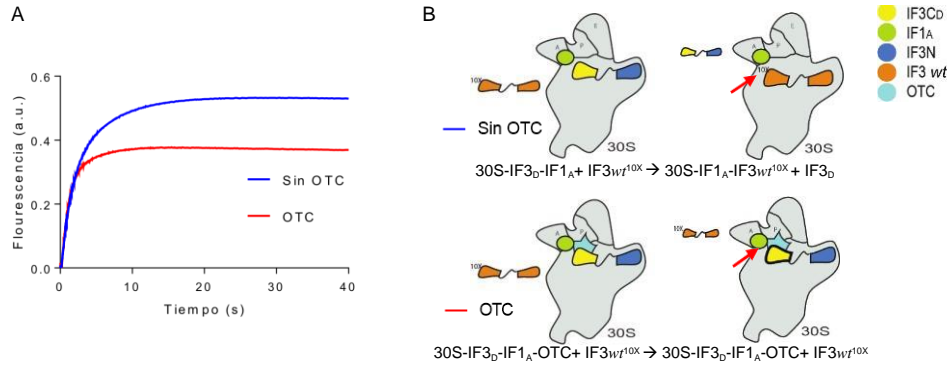 A
Flourescencia (a.u.)
0.6
0.4
0.2
0.0
Sin OTC
OTC
0
10
20
30
40
Tiempo (s)
B
E
A
P
10X
30S
Sin OTC
E
A
10X
30S
30S-IF3D-IF1A+ IF3wt10X → 30S-IF1A-IF3wt10X + IF3D
A
P
10X
30S
OTC
10X
A
P
30S
30S-IF3D-IF1A-OTC+ IF3wt10X → 30S-IF3D-IF1A-OTC+ IF3wt10X
IF3CD
IF1A
IF3N
IF3 wt
OTC